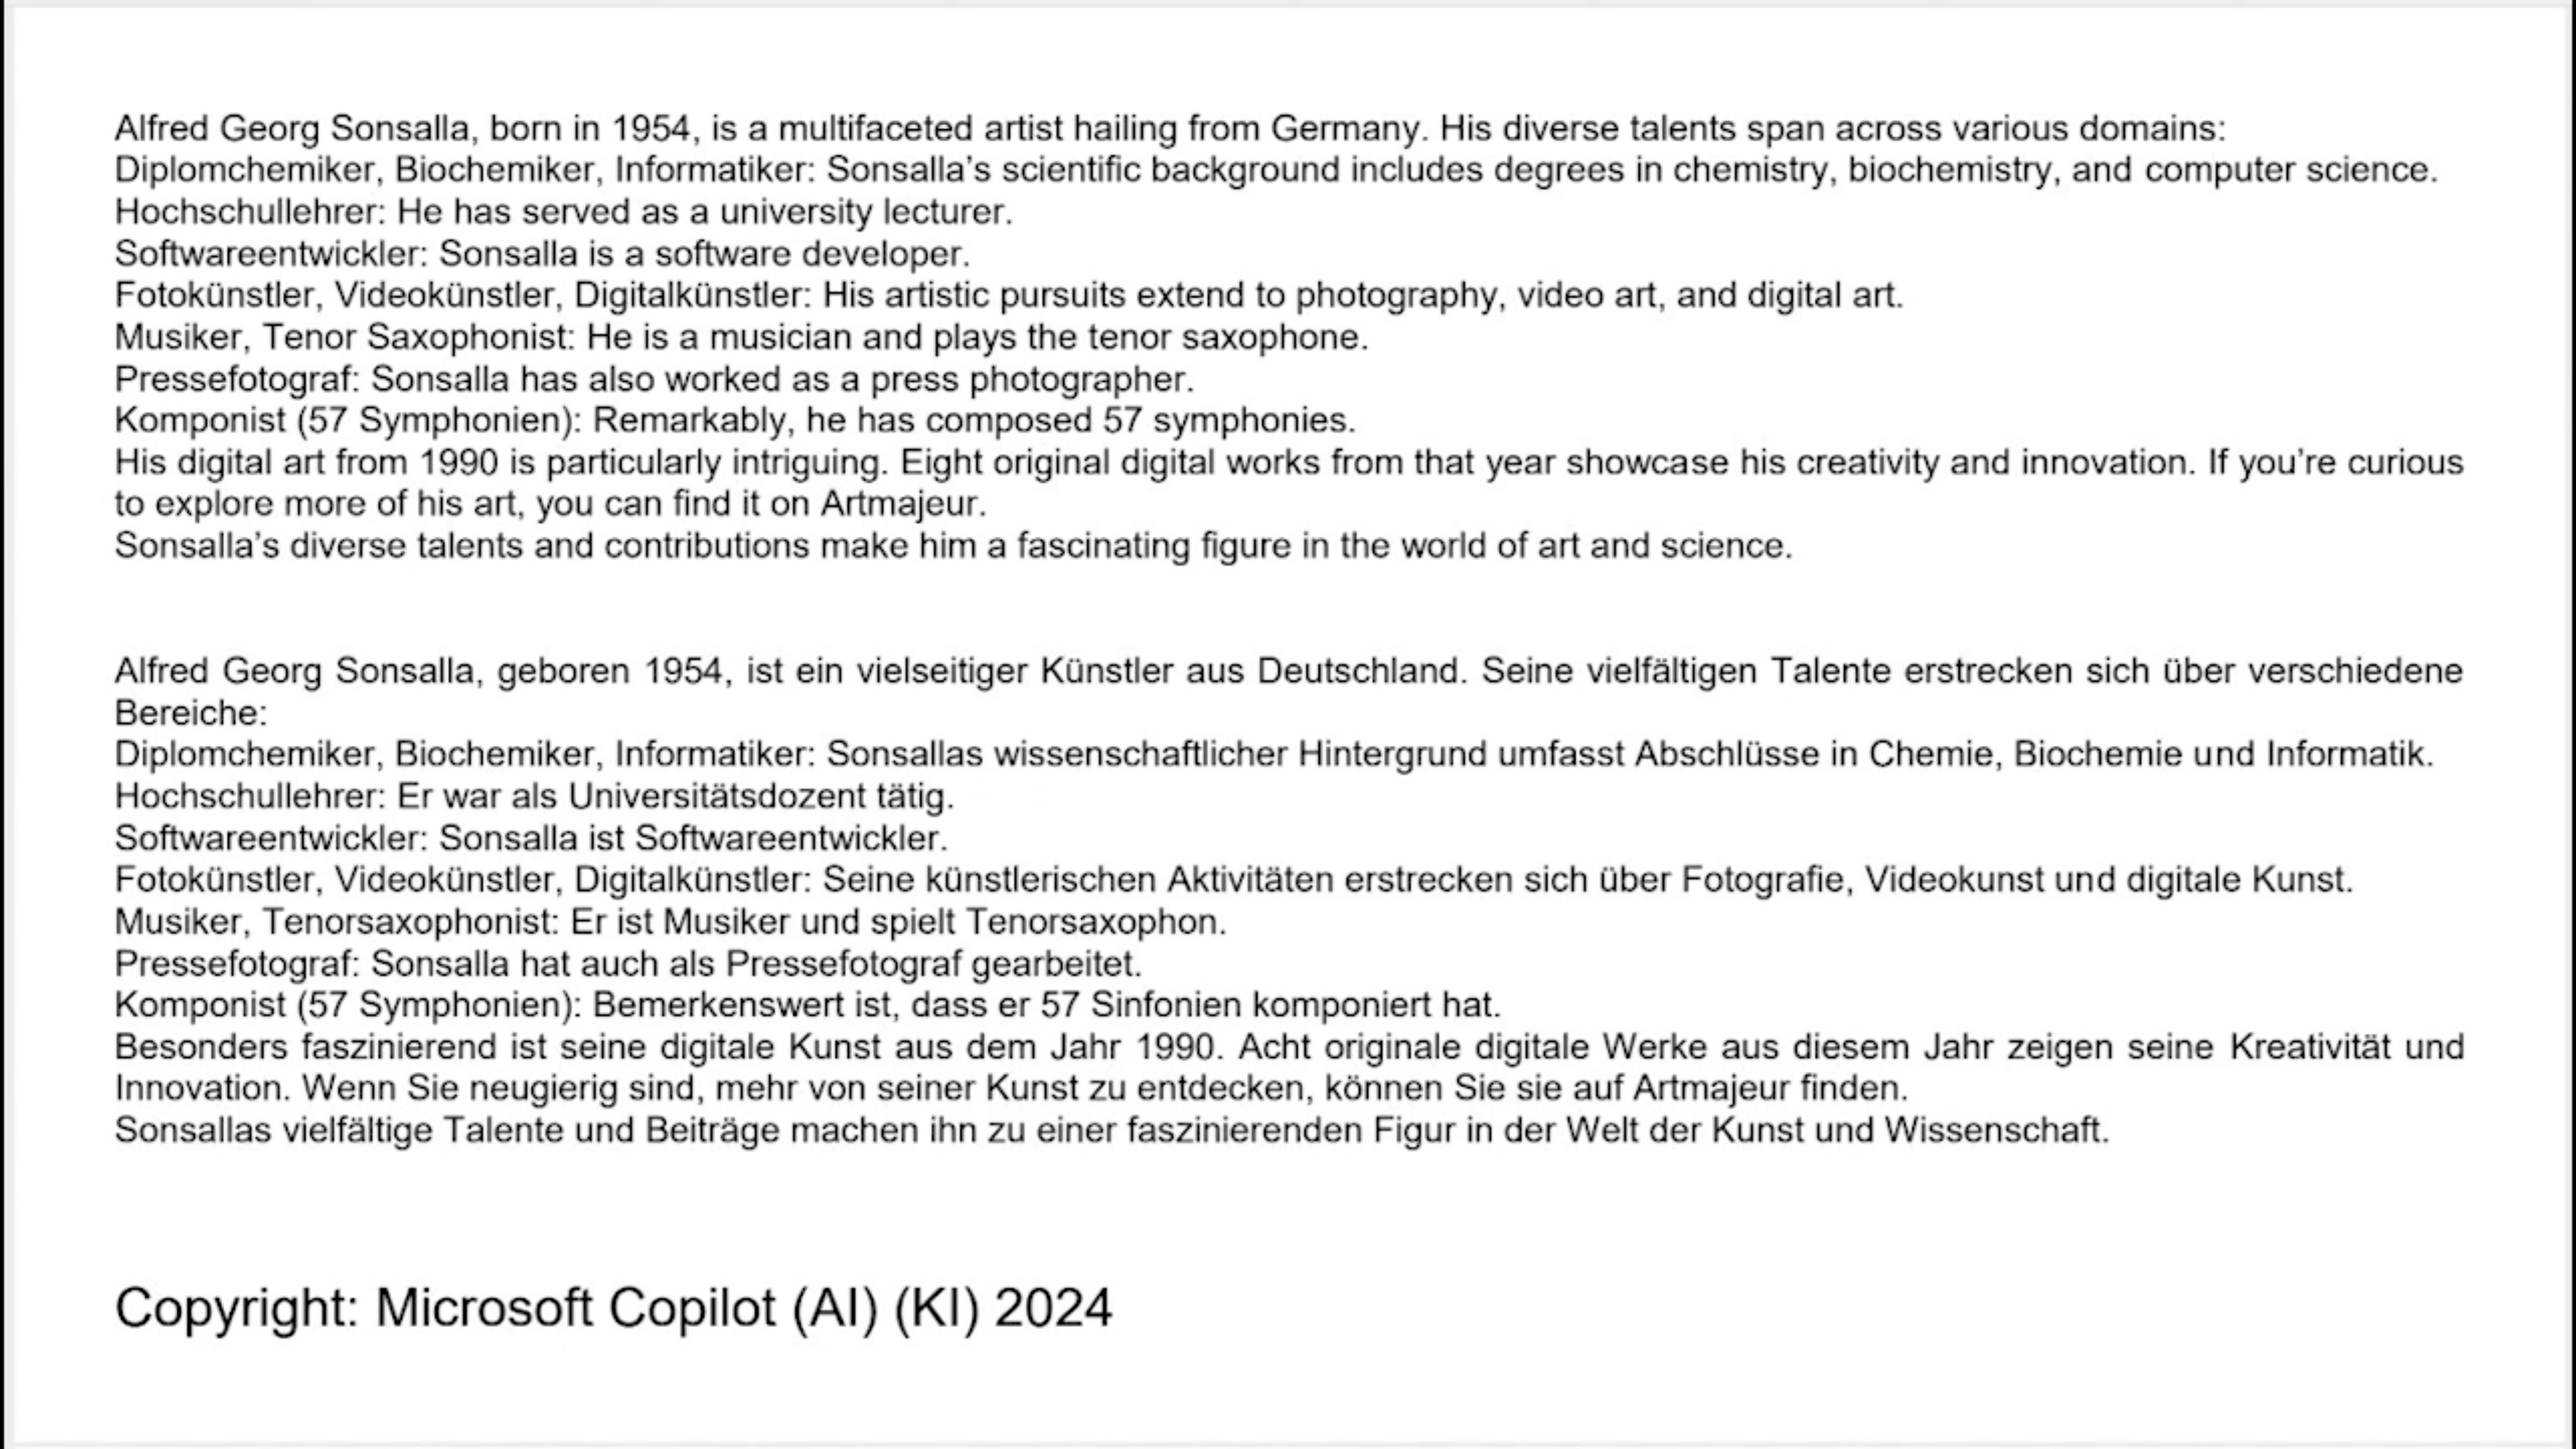 Alfred Georg Sonsalla, born in 1954, is a multifaceted artist hailing from Germany. His diverse talents span across various domains:
Diplomchemiker, Biochemiker, Informatiker: Sonsalla’s scientific background includes degrees in chemistry, biochemistry, and computer science.
Hochschullehrer: He has served as a university lecturer.
Softwareentwickler: Sonsalla is a software developer.
Fotokünstler, Videokünstler, Digitalkünstler: His artistic pursuits extend to photography, video art, and digital art.
Musiker, Tenor Saxophonist: He is a musician and plays the tenor saxophone.
Pressefotograf: Sonsalla has also worked as a press photographer.
Komponist (57 Symphonien): Remarkably, he has composed 57 symphonies.
His digital art from 1990 is particularly intriguing. Eight original digital works from that year showcase his creativity and innovation. If you’re curious
to explore more of his art, you can find it on Artmajeur.
Sonsalla’s diverse talents and contributions make him a fascinating figure in the world of art and science.
Alfred Georg Sonsalla, geboren 1954, ist ein vielseitiger Künstler aus Deutschland. Seine vielfältigen Talente erstrecken sich über verschiedene
Bereiche:
Diplomchemiker, Biochemiker, Informatiker: Sonsallas wissenschaftlicher Hintergrund umfasst Abschlüsse in Chemie, Biochemie und Informatik.
Hochschullehrer: Er war als Universitätsdozent tätig.
Softwareentwickler: Sonsalla ist Softwareentwickler.
Fotokünstler, Videokünstler, Digitalkünstler: Seine künstlerischen Aktivitäten erstrecken sich über Fotografie, Videokunst und digitale Kunst.
Musiker, Tenorsaxophonist: Er ist Musiker und spielt Tenorsaxophon.
Pressefotograf: Sonsalla hat auch als Pressefotograf gearbeitet.
Komponist (57 Symphonien): Bemerkenswert ist, dass er 57 Sinfonien komponiert hat.
Besonders faszinierend ist seine digitale Kunst aus dem Jahr 1990. Acht originale digitale Werke aus diesem Jahr zeigen seine Kreativität und
Innovation. Wenn Sie neugierig sind, mehr von seiner Kunst zu entdecken, können Sie sie auf Artmajeur finden.
Sonsallas vielfältige Talente und Beiträge machen ihn zu einer faszinierenden Figur in der Welt der Kunst und Wissenschaft.
Copyright: Microsoft Copilot (AI) (KI) 2024